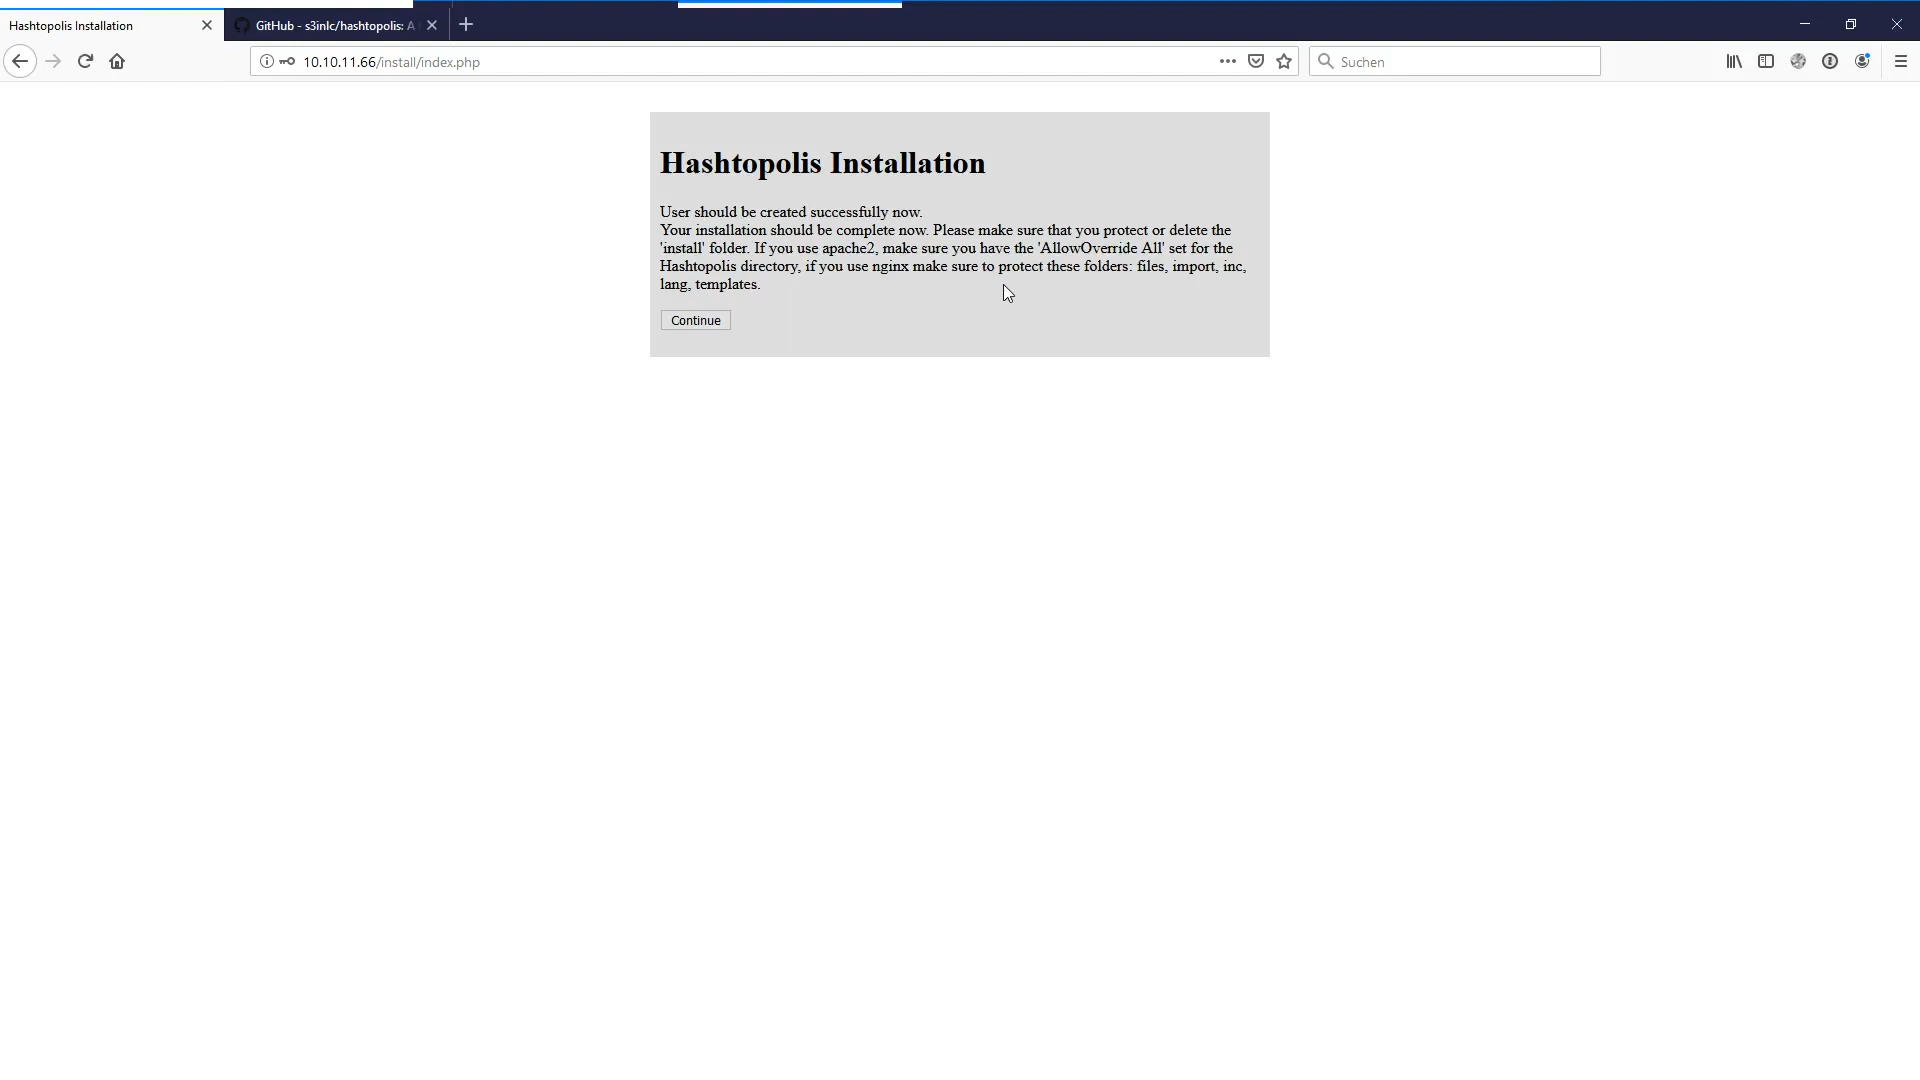 Hashtopolis Installation
GitHub - s3inlc/hashtopolis: A
10.10.11.66/install/index.php
Suchen
Hashtopolis Installation
User should be created successfully now.
Your installation should be complete now. Please make sure that you protect or delete the
'install' folder. If you use apache2, make sure you have the 'AllowOverride All' set for the
Hashtopolis directory, if you use nginx make sure to protect these folders: files, import, inc,
lang, templates.
Continue